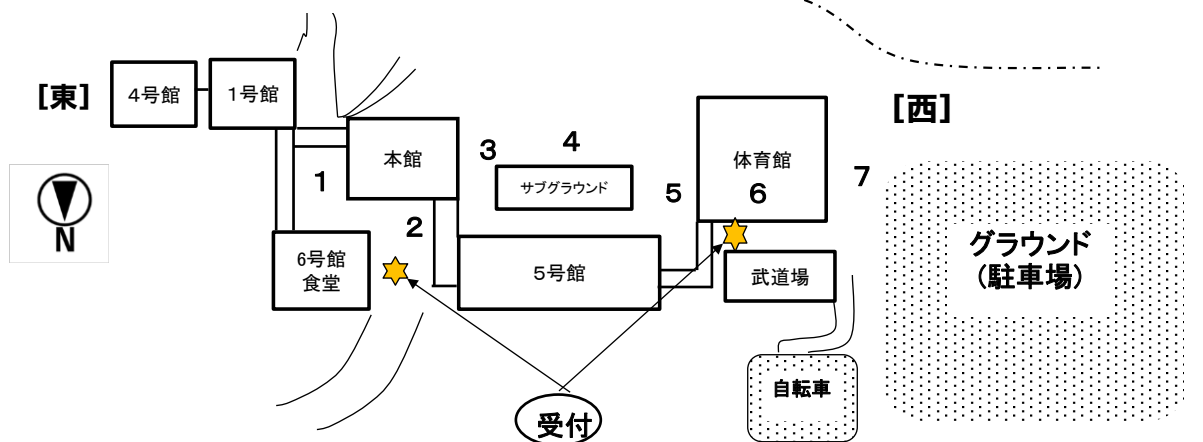 [東]
4号館
1号館
[西]
本館
3
4
体育館
1
サブグラウンド
5
6
7
2
N
6号館
食堂
5号館
武道場
グラウンド
(駐車場)
自転車
受付